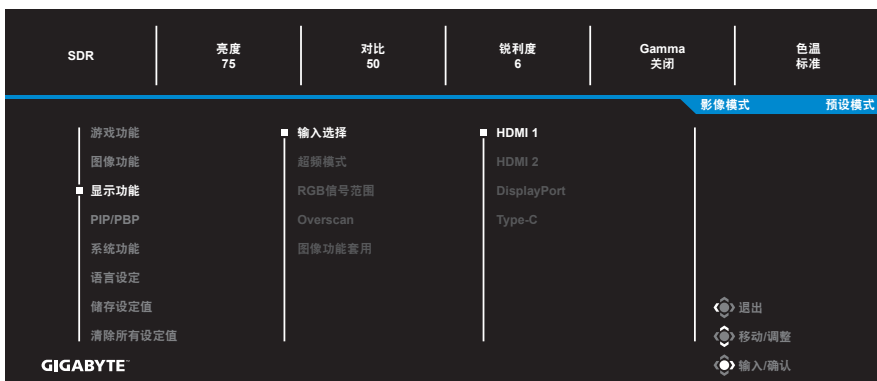 SDR
亮度
75
对比
50
锐利度
6
Gamma
关闭
色温
标准
影像模式
预设模式
游戏功能
图像功能
显示功能
PIP/PBP
系统功能
语言设定
储存设定值
清除所有设定值
输入选择
超频模式
RGB信号范围
Overscan
图像功能套用
HDMI 1
HDMI 2
DisplayPort
Type-C
退出
移动/调整
输入/确认
GIGABYTE™